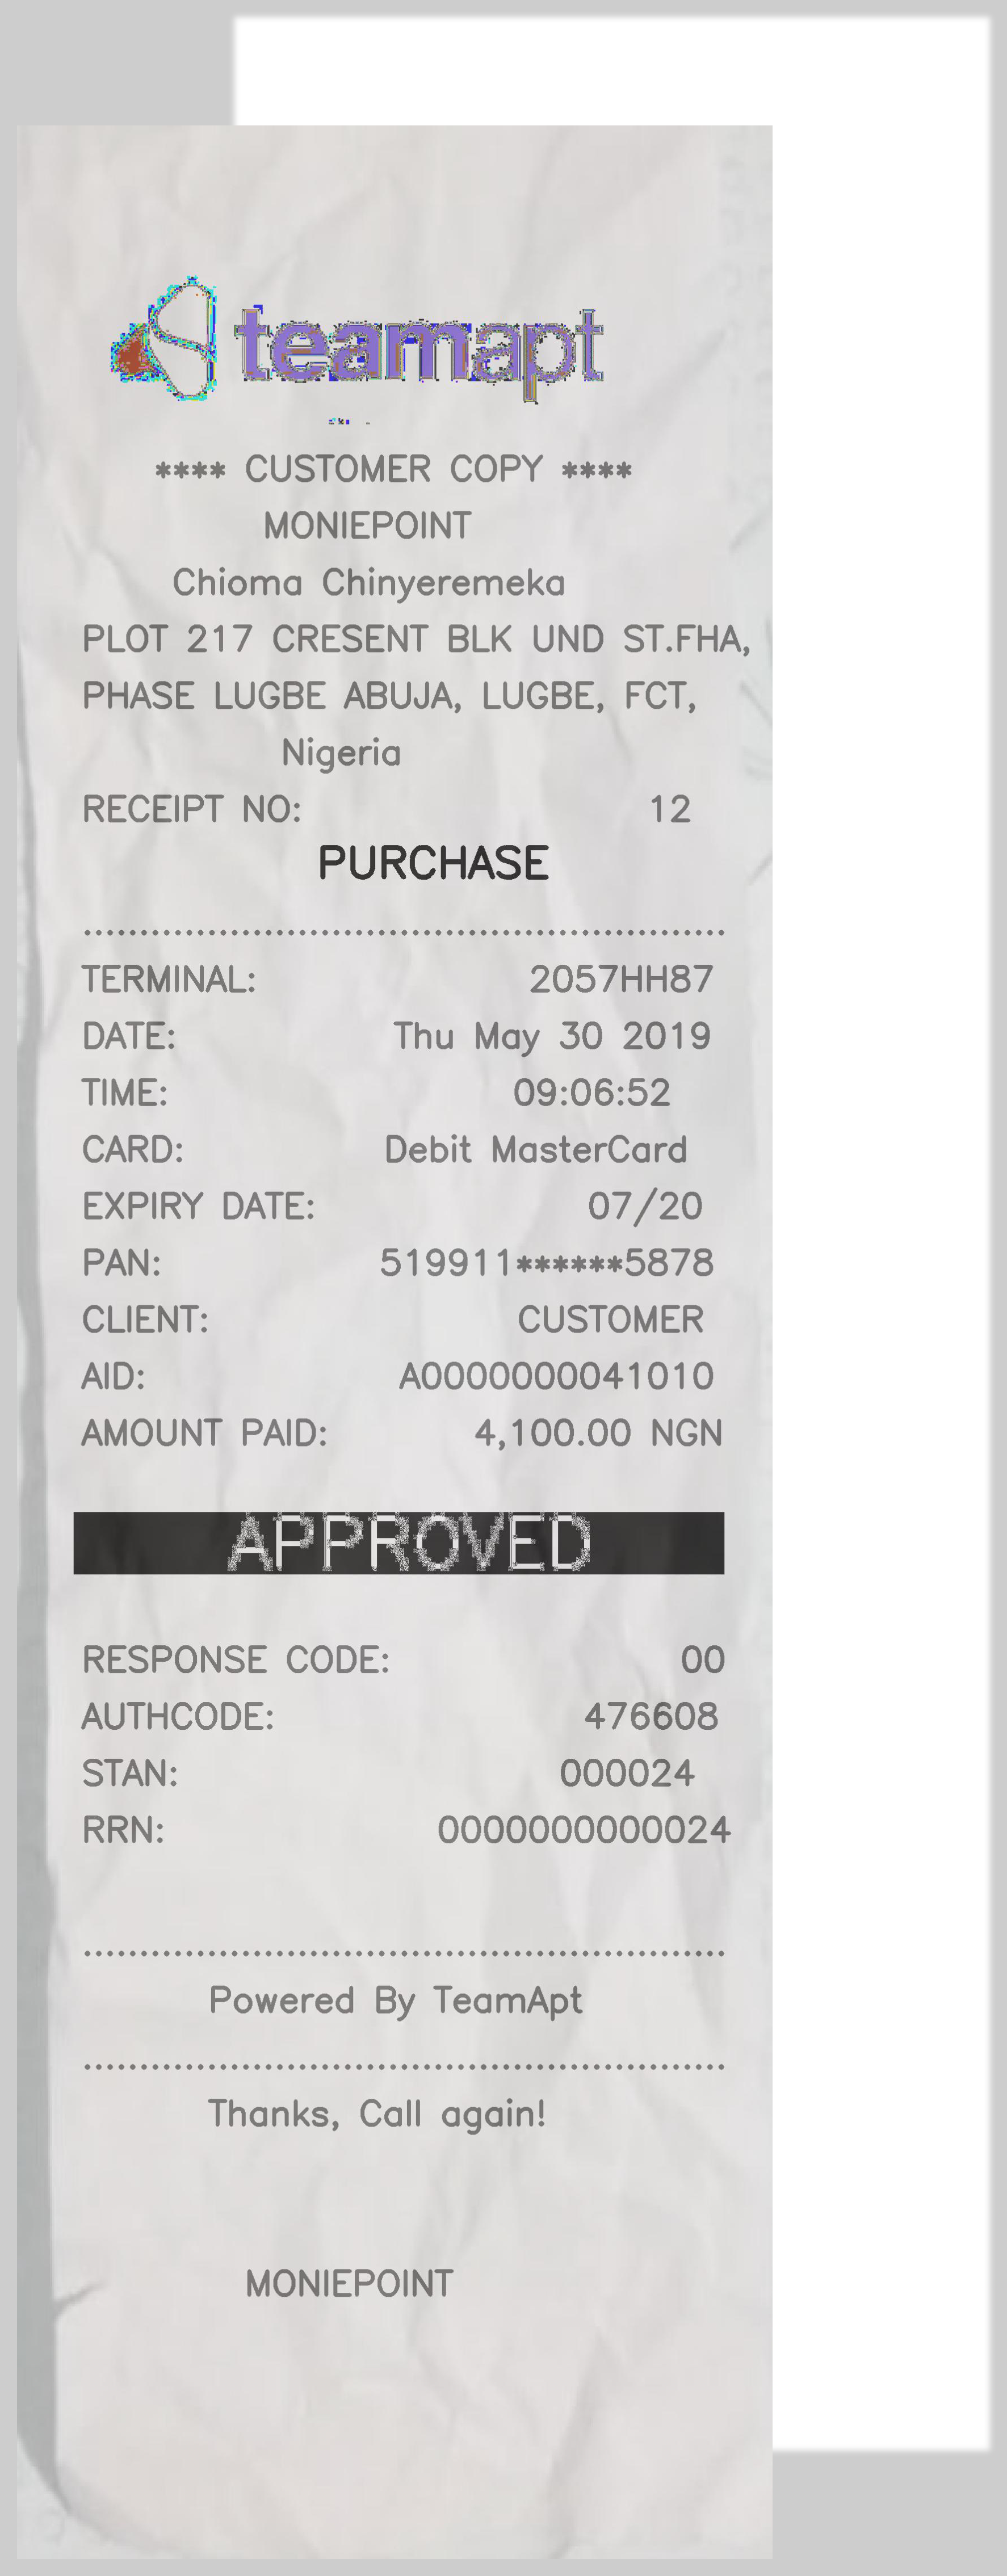 teamapt
**** CUSTOMER COPY ****
MONIEPOINT
Chioma Chinyeremeka
PLOT 217 CRESENT BLK UND ST.FHA,
PHASE LUGBE ABUJA, LUGBE, FCT,
Nigeria
RECEIPT NO: 12
PURCHASE
TERMINAL: 2057HH87
DATE: Thu May 30 2019
TIME: 09:06:52
CARD: Debit MasterCard
EXPIRY DATE: 07/20
PAN: 519911******5878
CLIENT: CUSTOMER
AID: A0000000041010
AMOUNT PAID: 4,100.00 NGN
APPROVED
RESPONSE CODE: 00
AUTHCODE: 476608
STAN: 000024
RRN: 0000000000024
Powered By TeamApt
Thanks, Call again!
MONIEPOINT